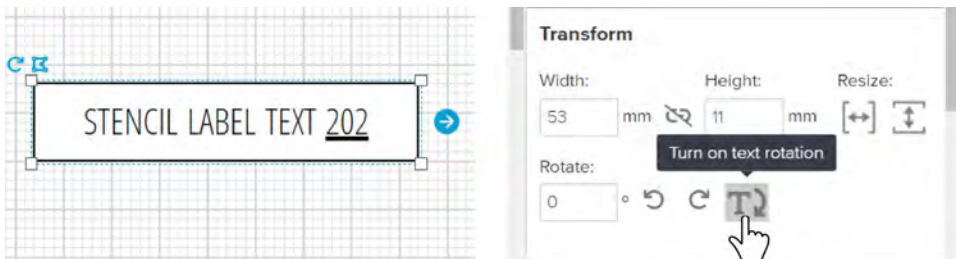 STENCIL LABEL TEXT 202
Transform
Width: Height: Resize:
53 mm 11 mm
Turn on text rotation
Rotate:
0 °
T